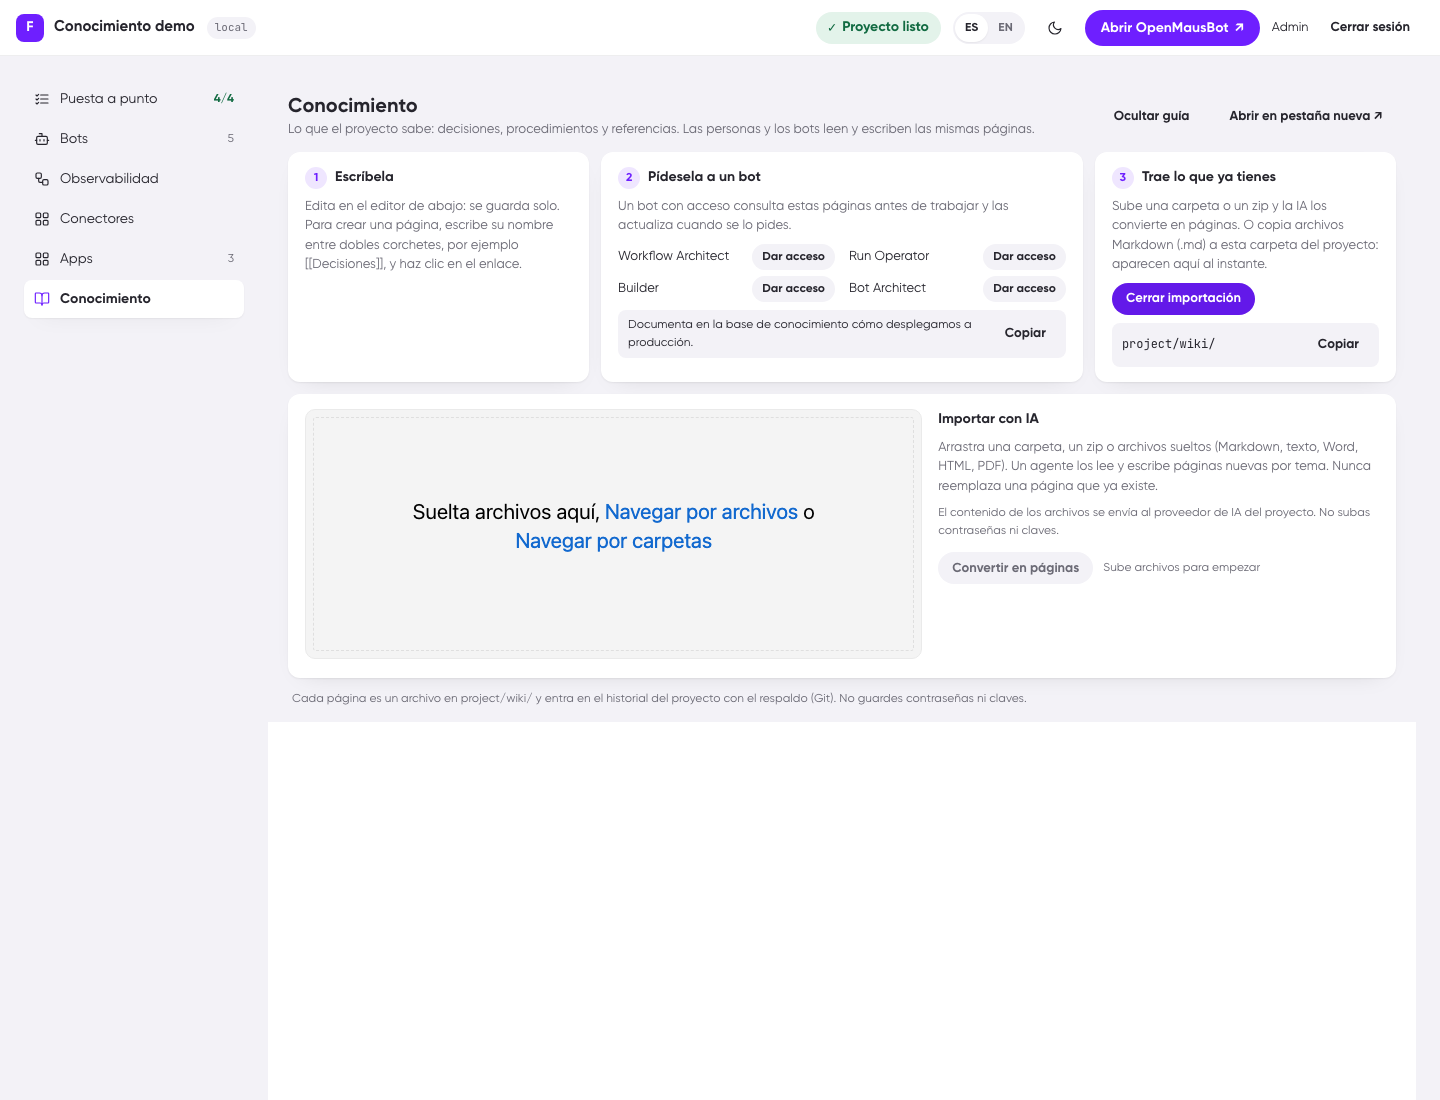 F Conocimiento demo local
✓ Proyecto listo
ES EN
Abrir OpenMausBot ↗
Admin
Cerrar sesión
Puesta a punto 4/4
Bots 5
Observabilidad
Conectores
Apps 3
Conocimiento
Conocimiento
Lo que el proyecto sabe: decisiones, procedimientos y referencias. Las personas y los bots leen y escriben las mismas páginas.
Ocultar guía
Abrir en pestaña nueva ↗
1 Escríbela
Edita en el editor de abajo: se guarda solo.
Para crear una página, escribe su nombre
entre dobles corchetes, por ejemplo
[[Decisiones]], y haz clic en el enlace.
2 Pídesela a un bot
Un bot con acceso consulta estas páginas antes de trabajar y las
actualiza cuando se lo pides.
Workflow Architect Dar acceso Run Operator Dar acceso
Builder Dar acceso Bot Architect Dar acceso
Documenta en la base de conocimiento cómo desplegamos a
producción.
Copiar
3 Trae lo que ya tienes
Sube una carpeta o un zip y la IA los
convierte en páginas. O copia archivos
Markdown (.md) a esta carpeta del proyecto:
aparecen aquí al instante.
Cerrar importación
project/wiki/ Copiar
Suelta archivos aquí, Navegar por archivos o
Navegar por carpetas
Importar con IA
Arrastra una carpeta, un zip o archivos sueltos (Markdown, texto, Word,
HTML, PDF). Un agente los lee y escribe páginas nuevas por tema. Nunca
reemplaza una página que ya existe.
El contenido de los archivos se envía al proveedor de IA del proyecto. No subas
contraseñas ni claves.
Convertir en páginas Sube archivos para empezar
Cada página es un archivo en project/wiki/ y entra en el historial del proyecto con el respaldo (Git). No guardes contraseñas ni claves.